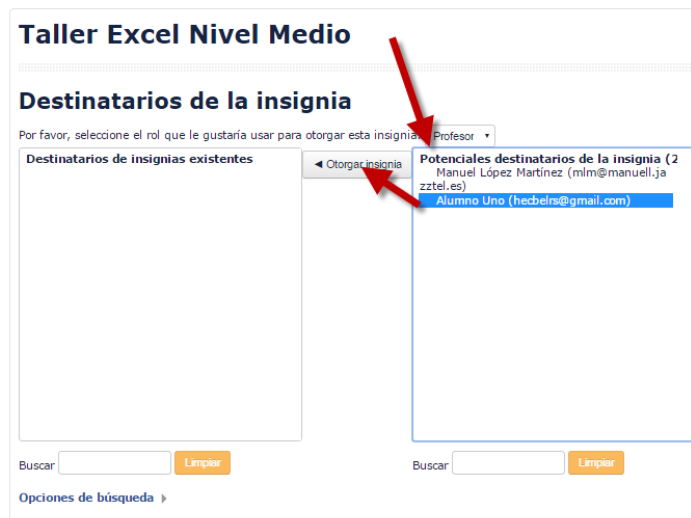 Taller Excel Nivel Medio
Destinatarios de la insignia
Por favor, seleccione el rol que le gustaría usar para otorgar esta insignia. Profesor
Destinatarios de insignias existentes
◄ Otorgar insignia
Potenciales destinatarios de la insignia (2
Manuel López Martínez (mlm@manuell.ja
zztel.es)
Alumno Uno (hecbelrs@gmail.com)
Buscar Limpiar
Buscar Limpiar
Opciones de búsqueda